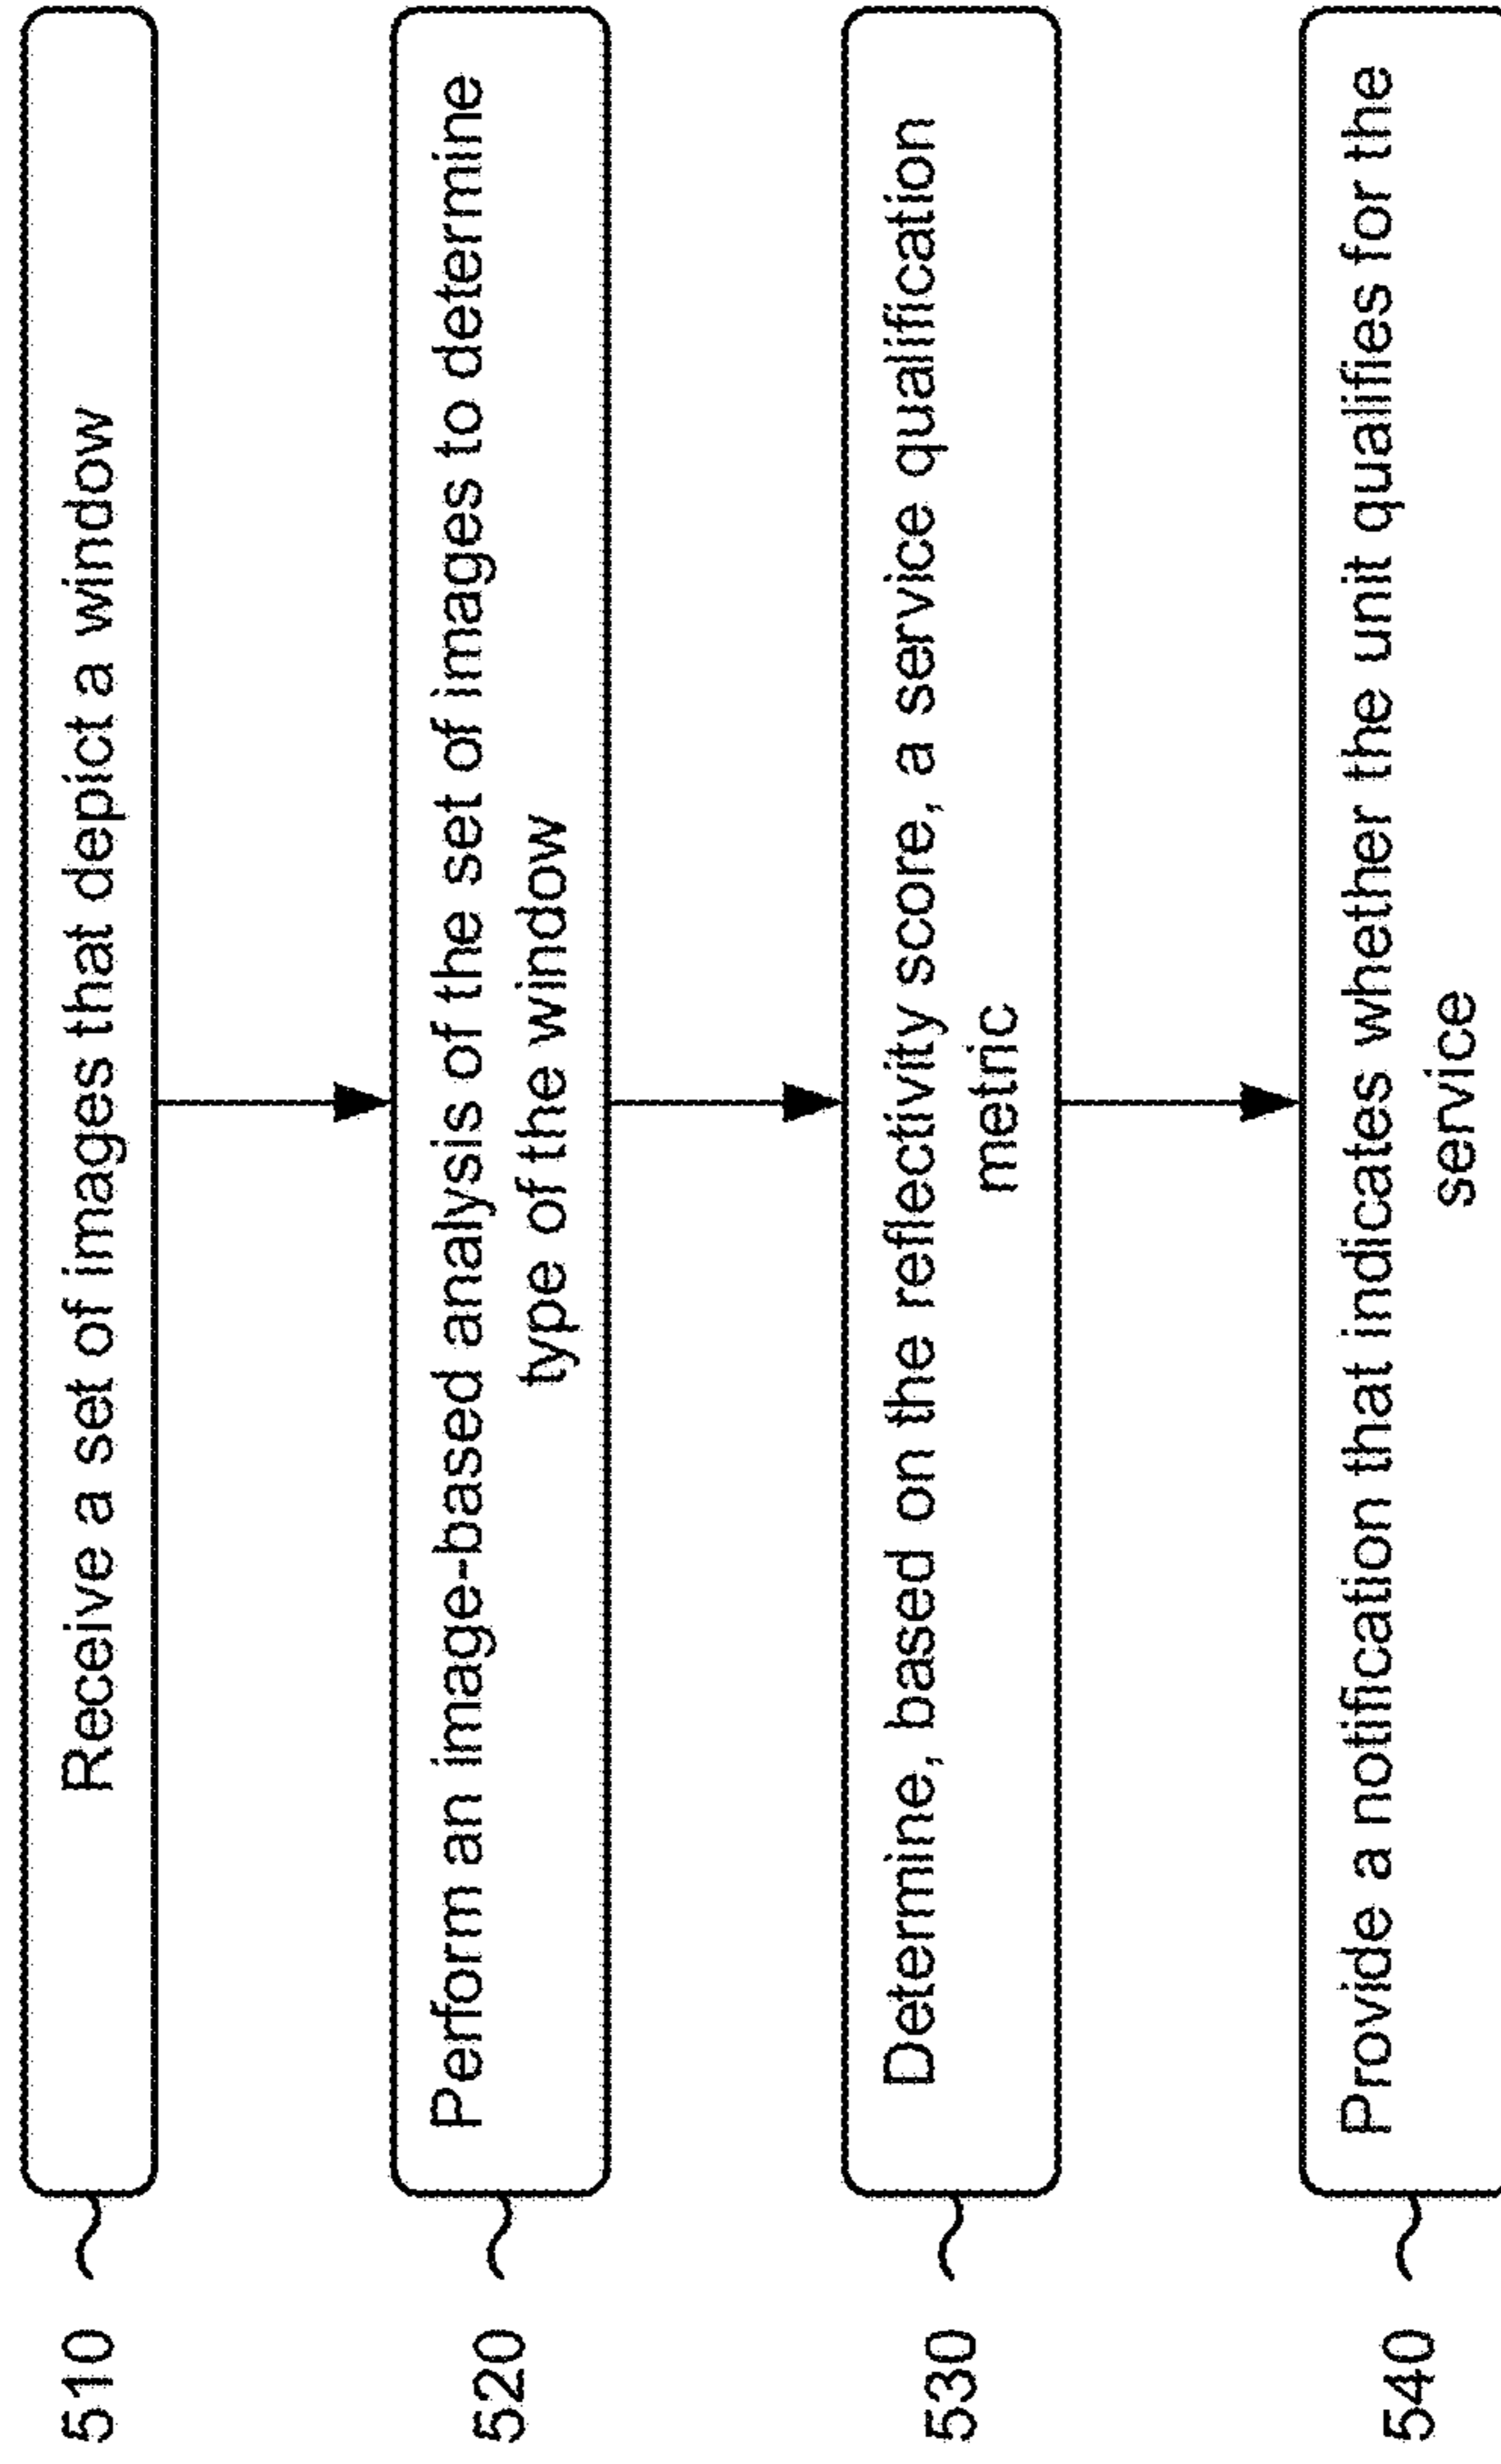 510
Receive a set of images that depict a window
520
Perform an image-based analysis of the set of images to determine
type of the window
530
Determine, based on the reflectivity score, a service qualification
metric
540
Provide a notification that indicates whether the unit qualifies for the
service